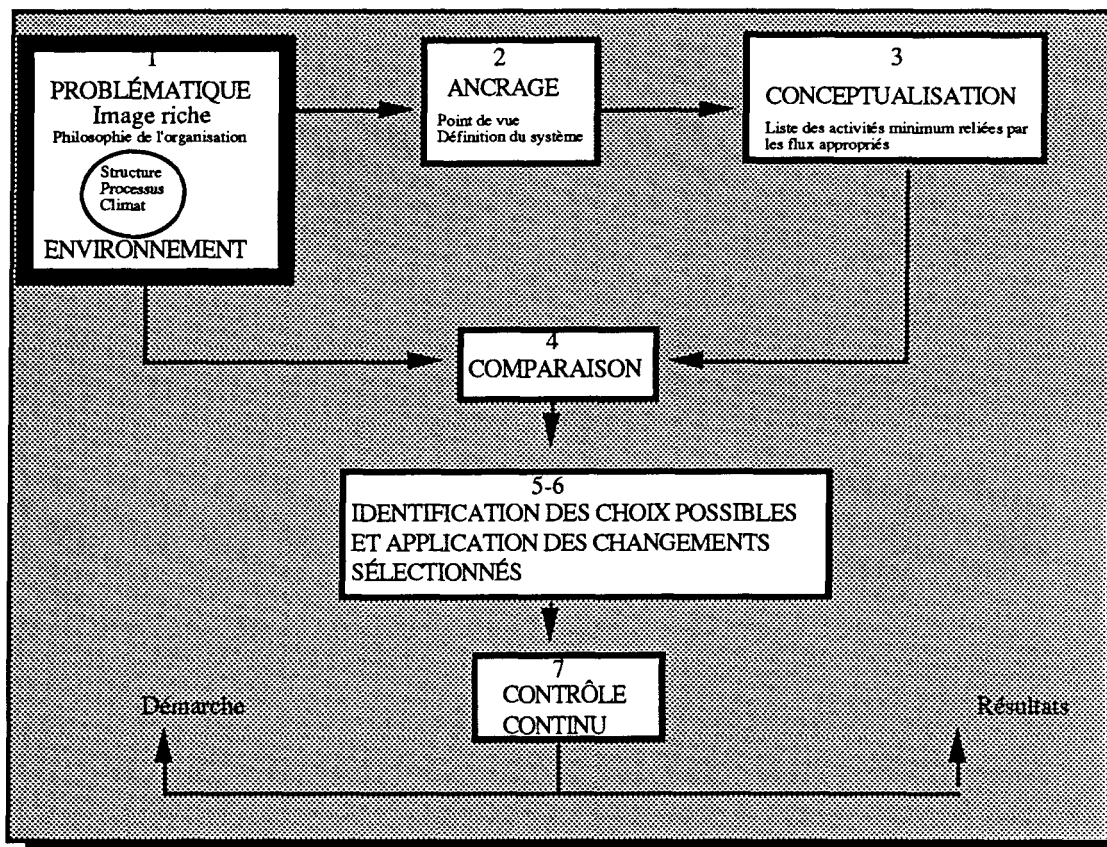 1
PROBLÉMATIQUE
Image riche
Philosophie de l'organisation
Structure
Processus
Climat
ENVIRONNEMENT
2
ANCRAGE
Point de vue
Définition du système
3
CONCEPTUALISATION
Liste des activités minimum reliées par
les flux appropriés
4
COMPARAISON
5-6
IDENTIFICATION DES CHOIX POSSIBLES
ET APPLICATION DES CHANGEMENTS
SÉLECTIONNÉS
7
CONTRÔLE
CONTINU
Démarche
Résultats